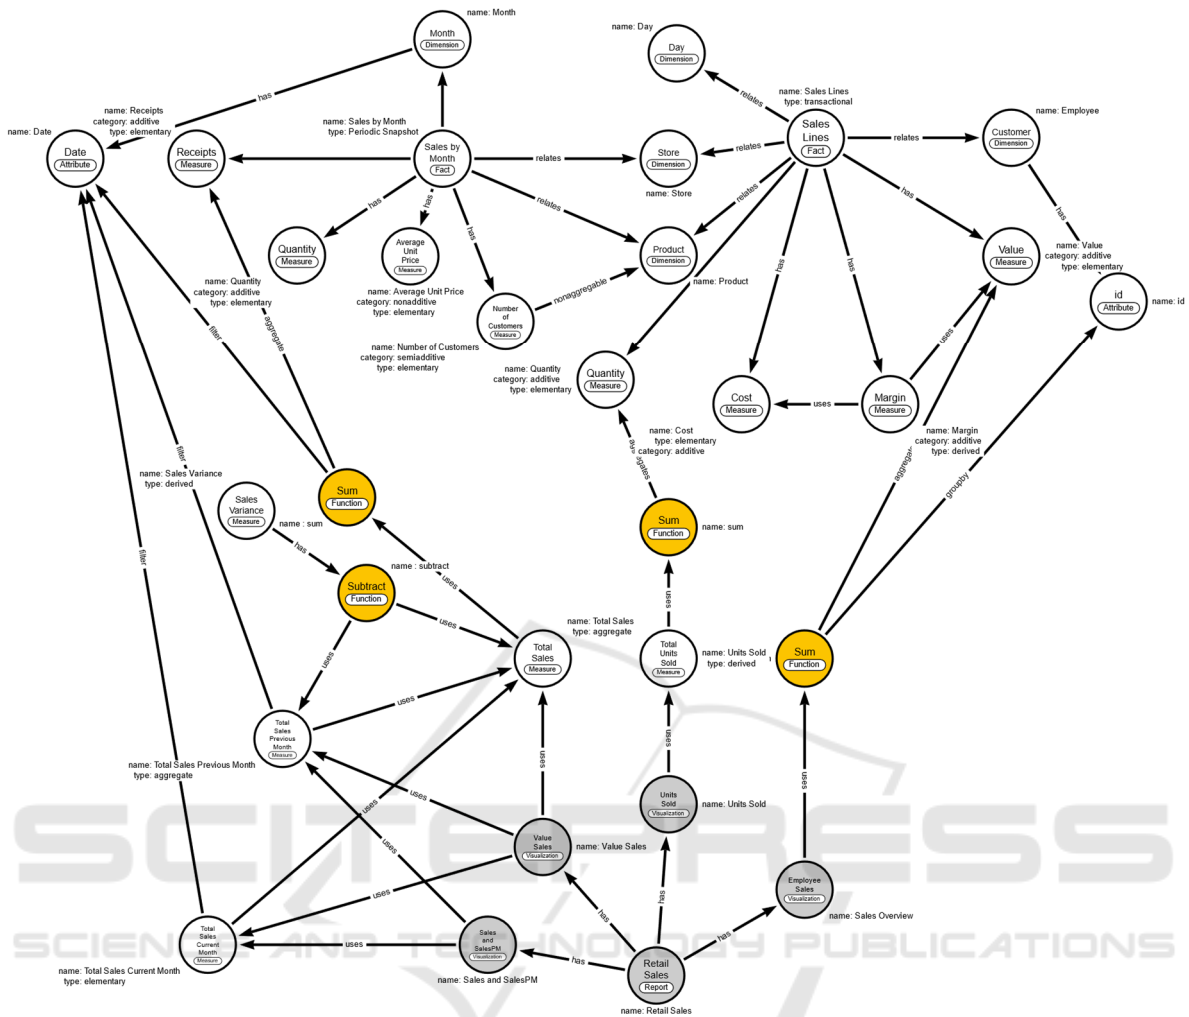 name: Month
Month
Dimension
name: Day
Day
Dimension
has
relates
name: Receipts
category: additive
type: elementary
name: Sales by Month
type: Periodic Snapshot
name: Sales Lines
type: transactional
name: Employee
name: Date
Date
Attribute
Receipts
Measure
Sales by
Month
Fact
relates
Store
Dimension
name: Store
relates
Sales
Lines
Fact
relates
Customer
Dimension
has
has
has
relates
relates
has
has
Quantity
Measure
Average
Unit
Price
Measure
Product
Dimension
name: Product
Value
Measure
name: Value
category: additive
type: elementary
has
has
name: Quantity
category: additive
type: elementary
name: Average Unit Price
category: nonadditive
type: elementary
nonaggregable
Number
of
Customers
Measure
id
Attribute
name: id
filter
aggregate
name: Number of Customers
category: semiadditive
type: elementary
uses
name: Quantity
category: additive
type: elementary
Quantity
Measure
Cost
Measure
uses
Margin
Measure
name: Cost
type: elementary
category: additive
name: Margin
category: additive
type: derived
filter
name: Sales Variance
type: derived
groupby
Sales
Variance
Measure
name : sum
Sum
Function
Sum
Function
name: sum
has
filter
name : subtract
uses
Subtract
Function
uses
uses
uses
name: Total Sales
type: aggregate
Total
Sales
Measure
Total
Units
Sold
Measure
name: Units Sold
type: derived
Sum
Function
uses
Total
Sales
Previous
Month
Measure
name: Total Sales Previous Month
type: aggregate
uses
uses
uses
uses
uses
Units
Sold
Visualization
name: Units Sold
SCITEPRESS
uses
Value
Sales
Visualization
name: Value Sales
uses
Employee
Sales
Visualization
name: Sales Overview
has
has
has
SCIENCE AND TECHNOLOGY PUBLICATIONS
Total
Sales
Current
Month
Measure
uses
Sales
and
SalesPM
Visualization
has
Retail
Sales
Report
name: Total Sales Current Month
type: elementary
name: Sales and SalesPM
name: Retail Sales